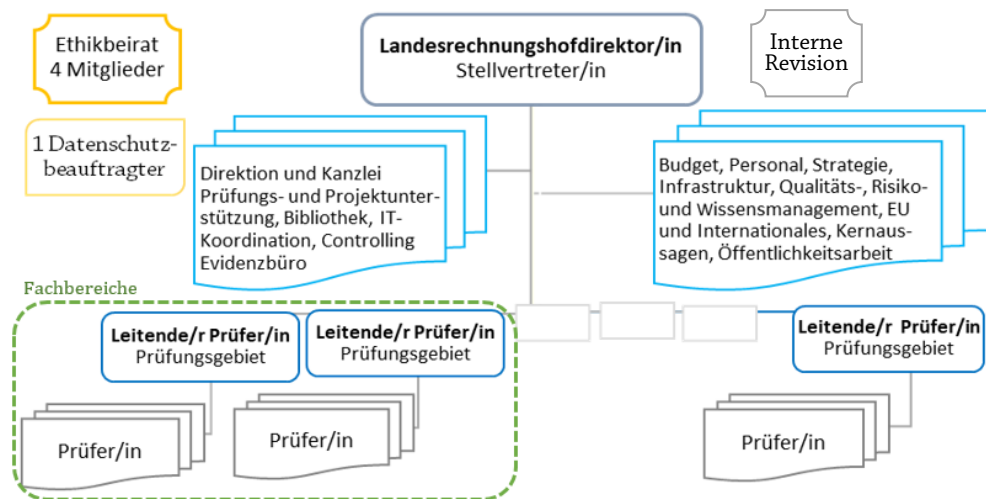 Ethikbeirat
4 Mitglieder
Landesrechnungshofdirektor/in
Stellvertreter/in
Interne
Revision
1 Datenschutz-
beauftragter
Direktion und Kanzlei
Prüfungs- und Projektunter-
stützung, Bibliothek, IT-
Koordination, Controlling
Evidenzbüro
Budget, Personal, Strategie,
Infrastruktur, Qualitäts-, Risiko-
und Wissensmanagement, EU
und Internationales, Kernaus-
sagen, Öffentlichkeitsarbeit
Fachbereiche
Leitende/r Prüfer/in
Prüfungsgebiet
Leitende/r Prüfer/in
Prüfungsgebiet
Leitende/r Prüfer/in
Prüfungsgebiet
Prüfer/in
Prüfer/in
Prüfer/in